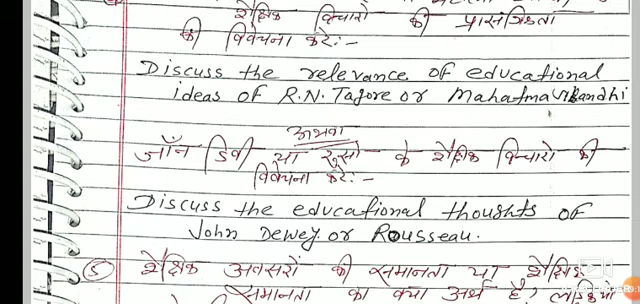 शैक्षिक विचारो की प्रासंगिकता
की विवेचना करे:-
Discuss the relevance of educational
ideas of R.N. Tagore or Mahatma Gandhi
अथवा
जॉन डिवी या रूसो के शैक्षिक विचारो की
विवेचना करे:-
Discuss the educational thoughts of
John Dewey or Rousseau.
5 शैक्षिक अवसरों की समानता या शैक्षिक
समानता का क्या अर्थ है?